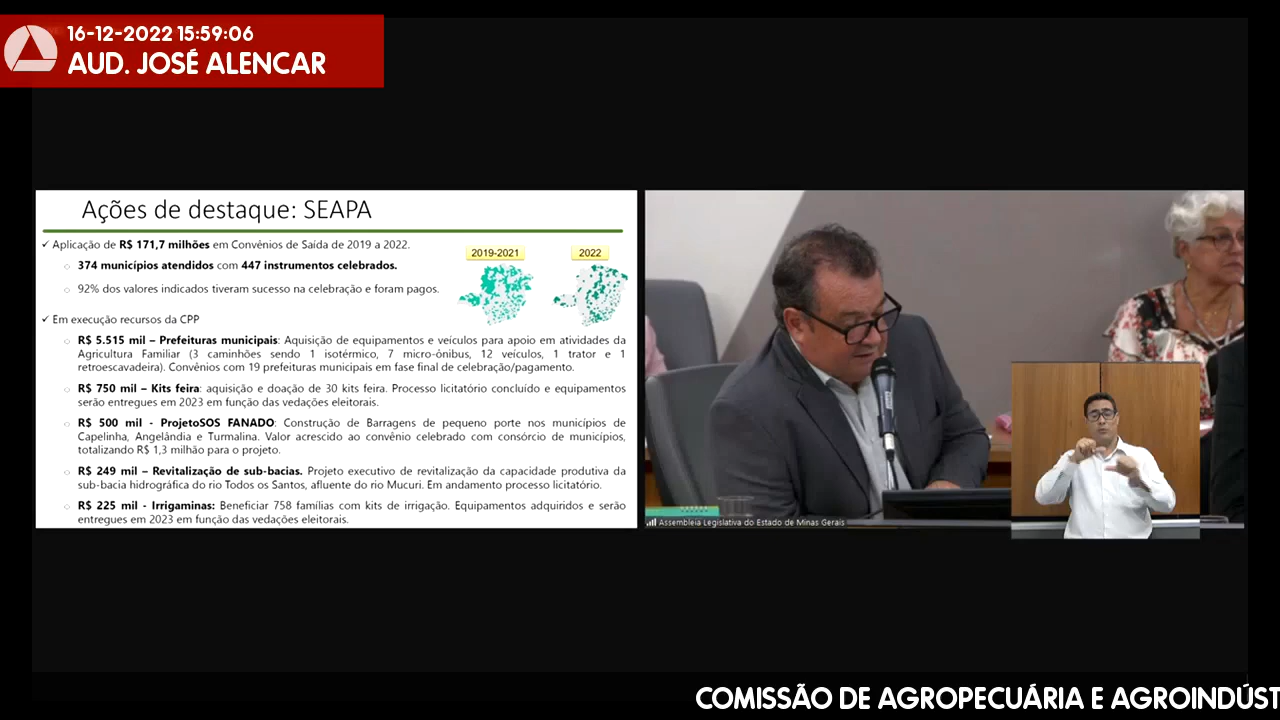 16-12-2022 15:59:06
AUD. JOSÉ ALENCAR
Ações de destaque: SEAPA
✓ Aplicação de R$ 171,7 milhões em Convênios de Saída de 2019 a 2022.
○ 374 municípios atendidos com 447 instrumentos celebrados.
○ 92% dos valores indicados tiveram sucesso na celebração e foram pagos.
2019-2021
2022
✓ Em execução recursos da CPP
○ R$ 5.515 mil – Prefeituras municipais: Aquisição de equipamentos e veículos para apoio em atividades da
Agricultura Familiar (3 caminhões sendo 1 isotérmico, 7 micro-ônibus, 12 veículos, 1 trator e 1
retroescavadeira). Convênios com 19 prefeituras municipais em fase final de celebração/pagamento.
○ R$ 750 mil – Kits feira: aquisição e doação de 30 kits feira. Processo licitatório concluído e equipamentos
serão entregues em 2023 em função das vedações eleitorais.
○ R$ 500 mil - ProjetoSOS FANADO: Construção de Barragens de pequeno porte nos municípios de
Capelinha, Angelândia e Turmalina. Valor acrescido ao convênio celebrado com consórcio de municípios,
totalizando R$ 1,3 milhão para o projeto.
○ R$ 249 mil – Revitalização de sub-bacias. Projeto executivo de revitalização da capacidade produtiva da
sub-bacia hidrográfica do rio Todos os Santos, afluente do rio Mucuri. Em andamento processo licitatório.
○ R$ 225 mil - Irrigaminas: Beneficiar 758 famílias com kits de irrigação. Equipamentos adquiridos e serão
entregues em 2023 em função das vedações eleitorais.
Assembleia Legislativa do Estado de Minas Gerais
COMISSÃO DE AGROPECUÁRIA E AGROINDÚST